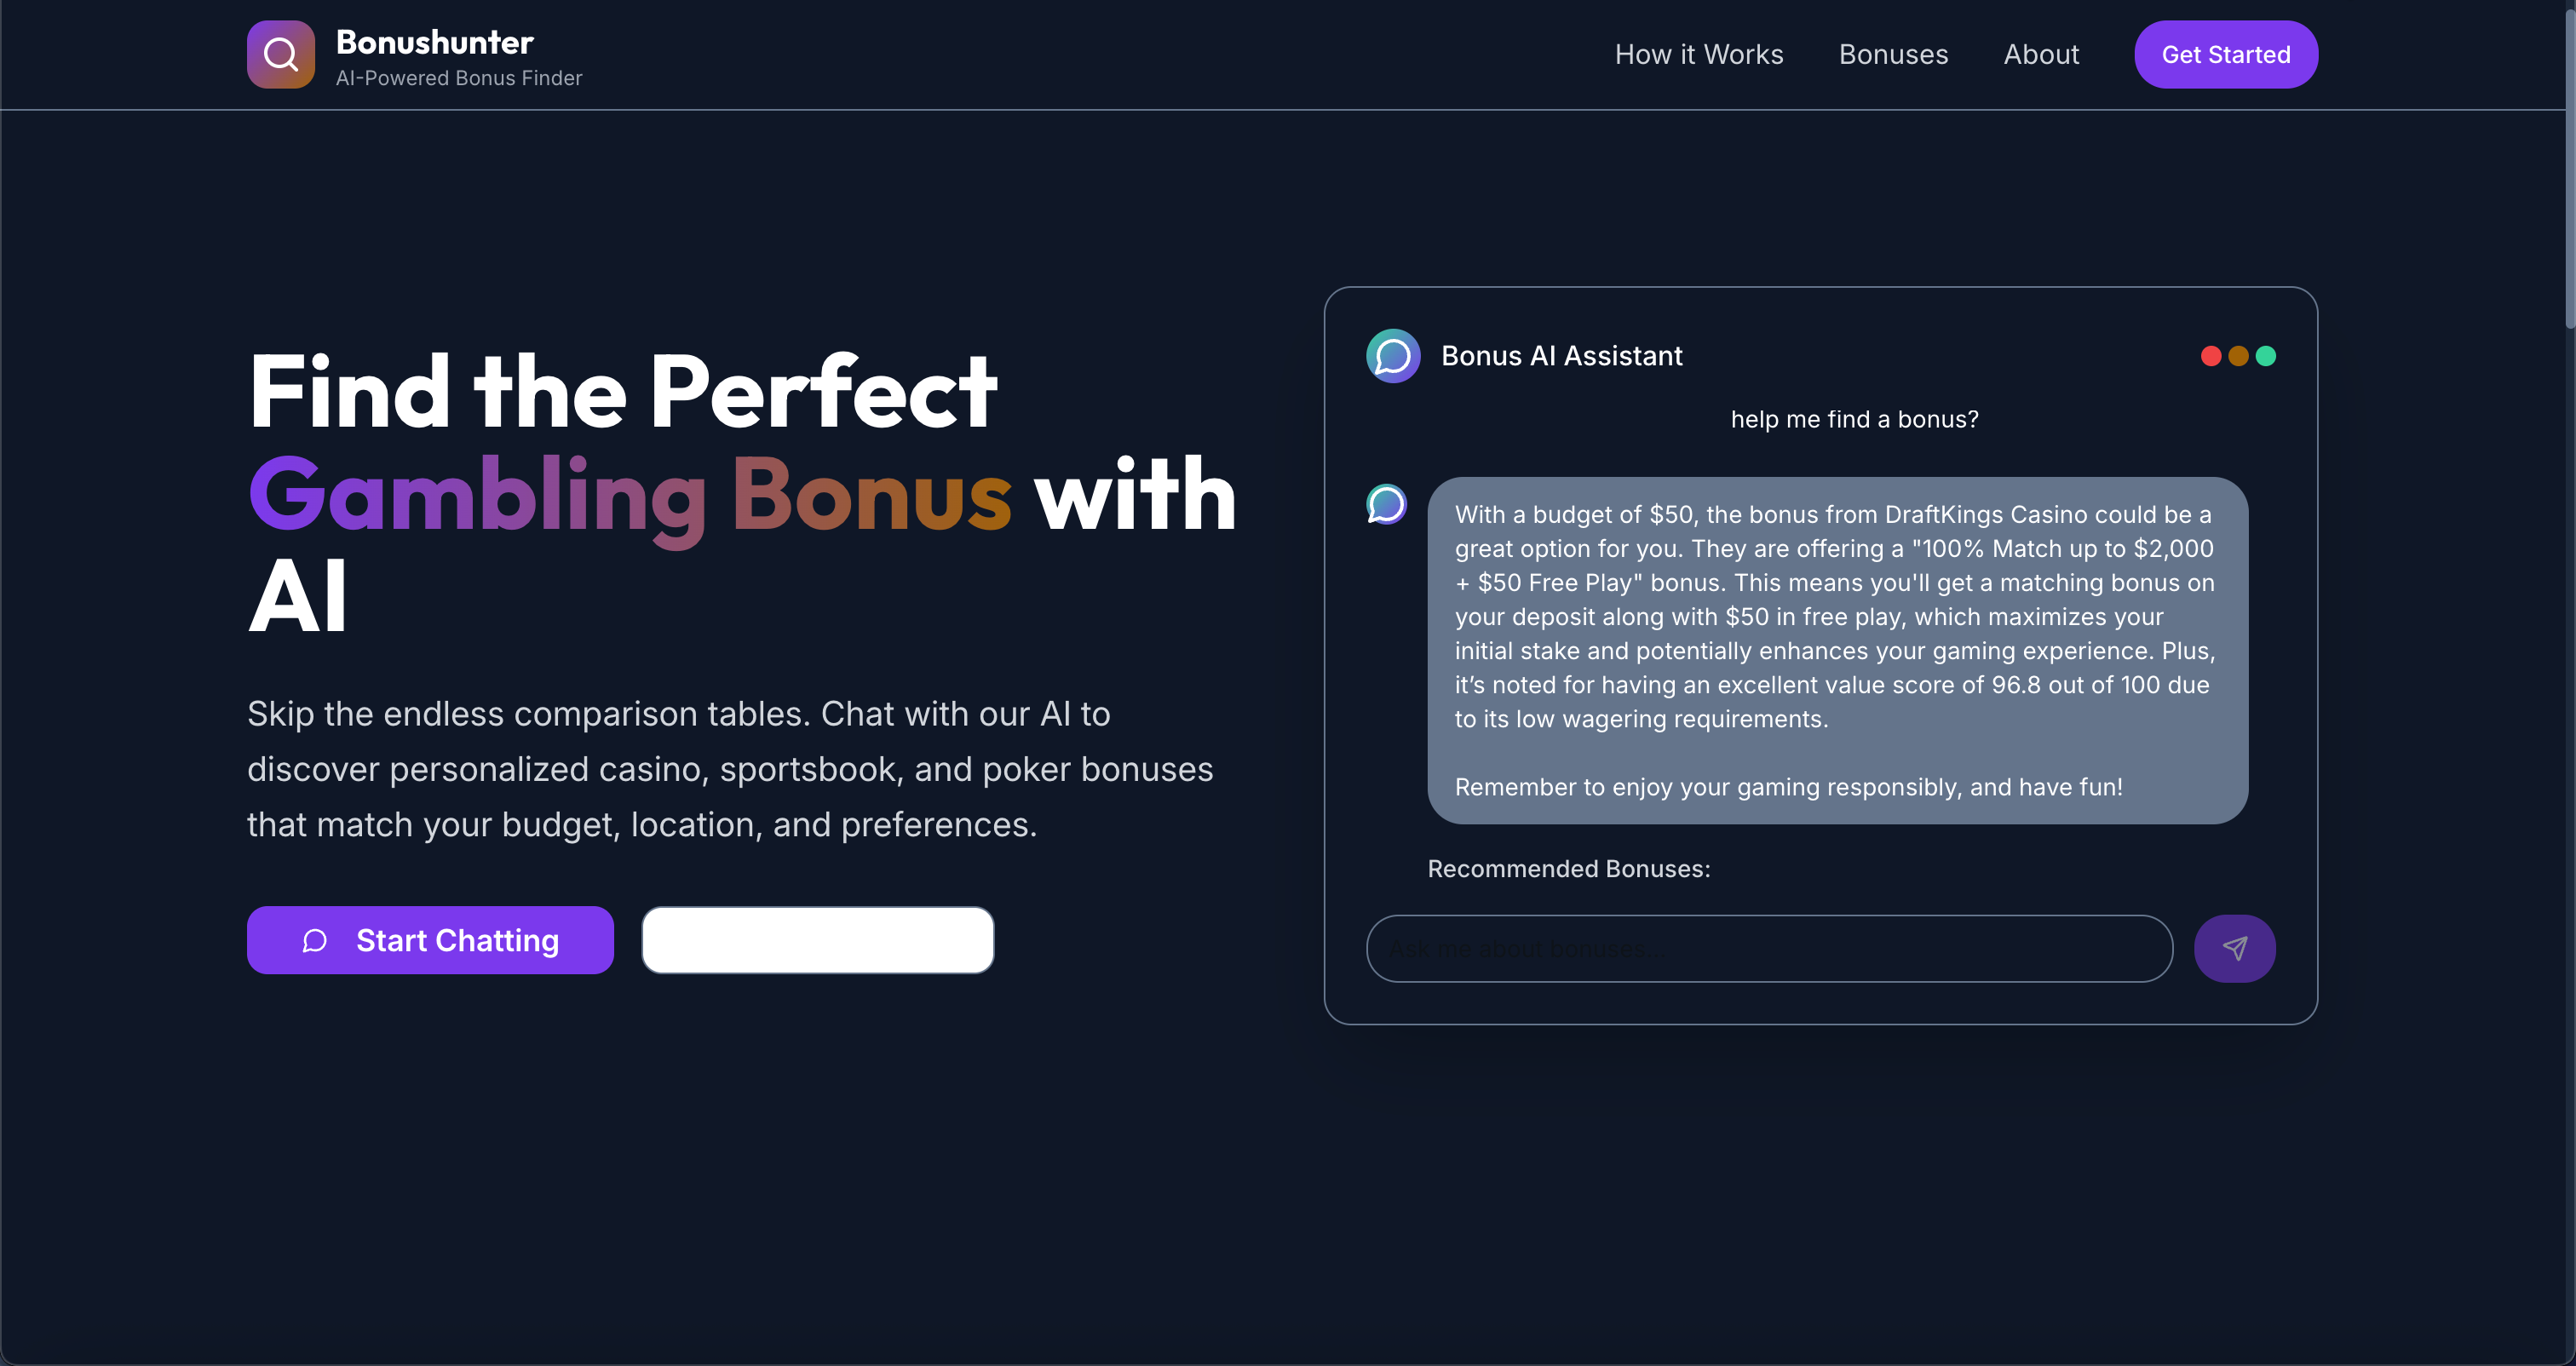 Bonushunter
AI-Powered Bonus Finder
How it Works
Bonuses
About
Get Started
Find the Perfect
Gambling Bonus with
AI
Skip the endless comparison tables. Chat with our AI to
discover personalized casino, sportsbook, and poker bonuses
that match your budget, location, and preferences.
Start Chatting
Bonus AI Assistant
help me find a bonus?
With a budget of $50, the bonus from DraftKings Casino could be a
great option for you. They are offering a "100% Match up to $2,000
+ $50 Free Play" bonus. This means you'll get a matching bonus on
your deposit along with $50 in free play, which maximizes your
initial stake and potentially enhances your gaming experience. Plus,
it’s noted for having an excellent value score of 96.8 out of 100 due
to its low wagering requirements.
Remember to enjoy your gaming responsibly, and have fun!
Recommended Bonuses:
Ask me about bonuses...